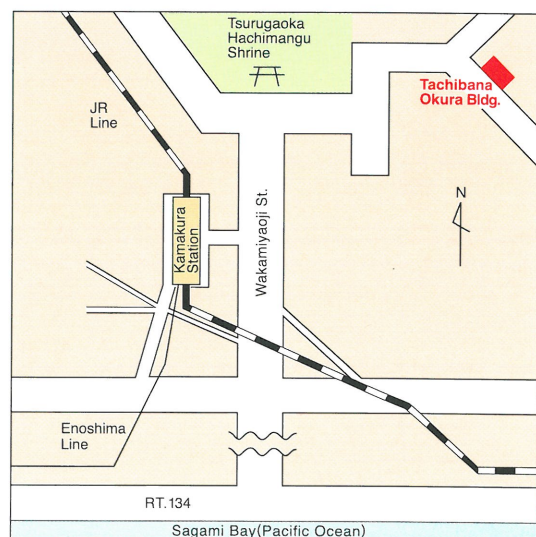 Tsurugaoka
Hachimangu
Shrine
Tachibana
Okura Bldg.
JR
Line
N
Kamakura
Station
Wakamiyaoji St.
Enoshima
Line
RT.134
Sagami Bay(Pacific Ocean)